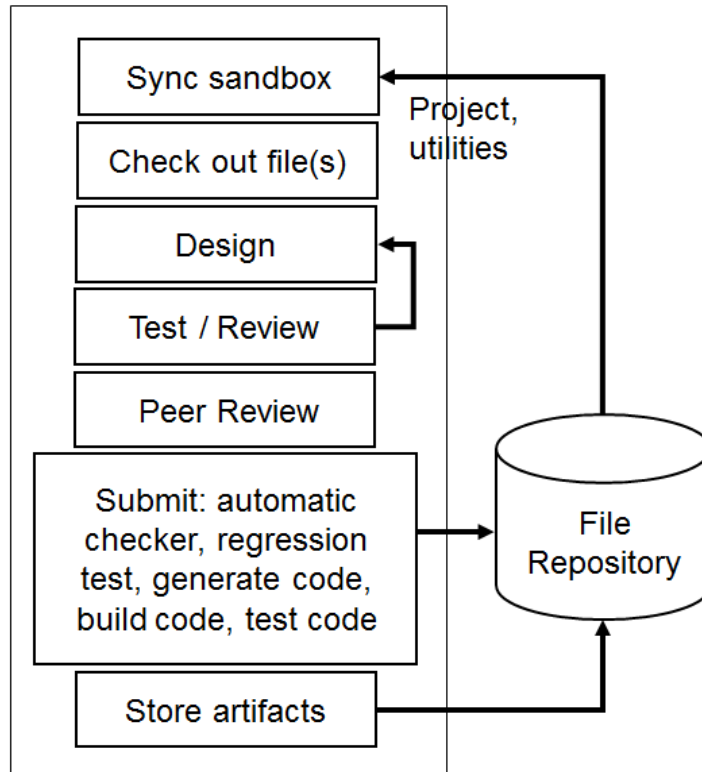 Sync sandbox
Project,
utilities
Check out file(s)
Design
Test / Review
Peer Review
Submit: automatic
checker, regression
test, generate code,
build code, test code
File
Repository
Store artifacts